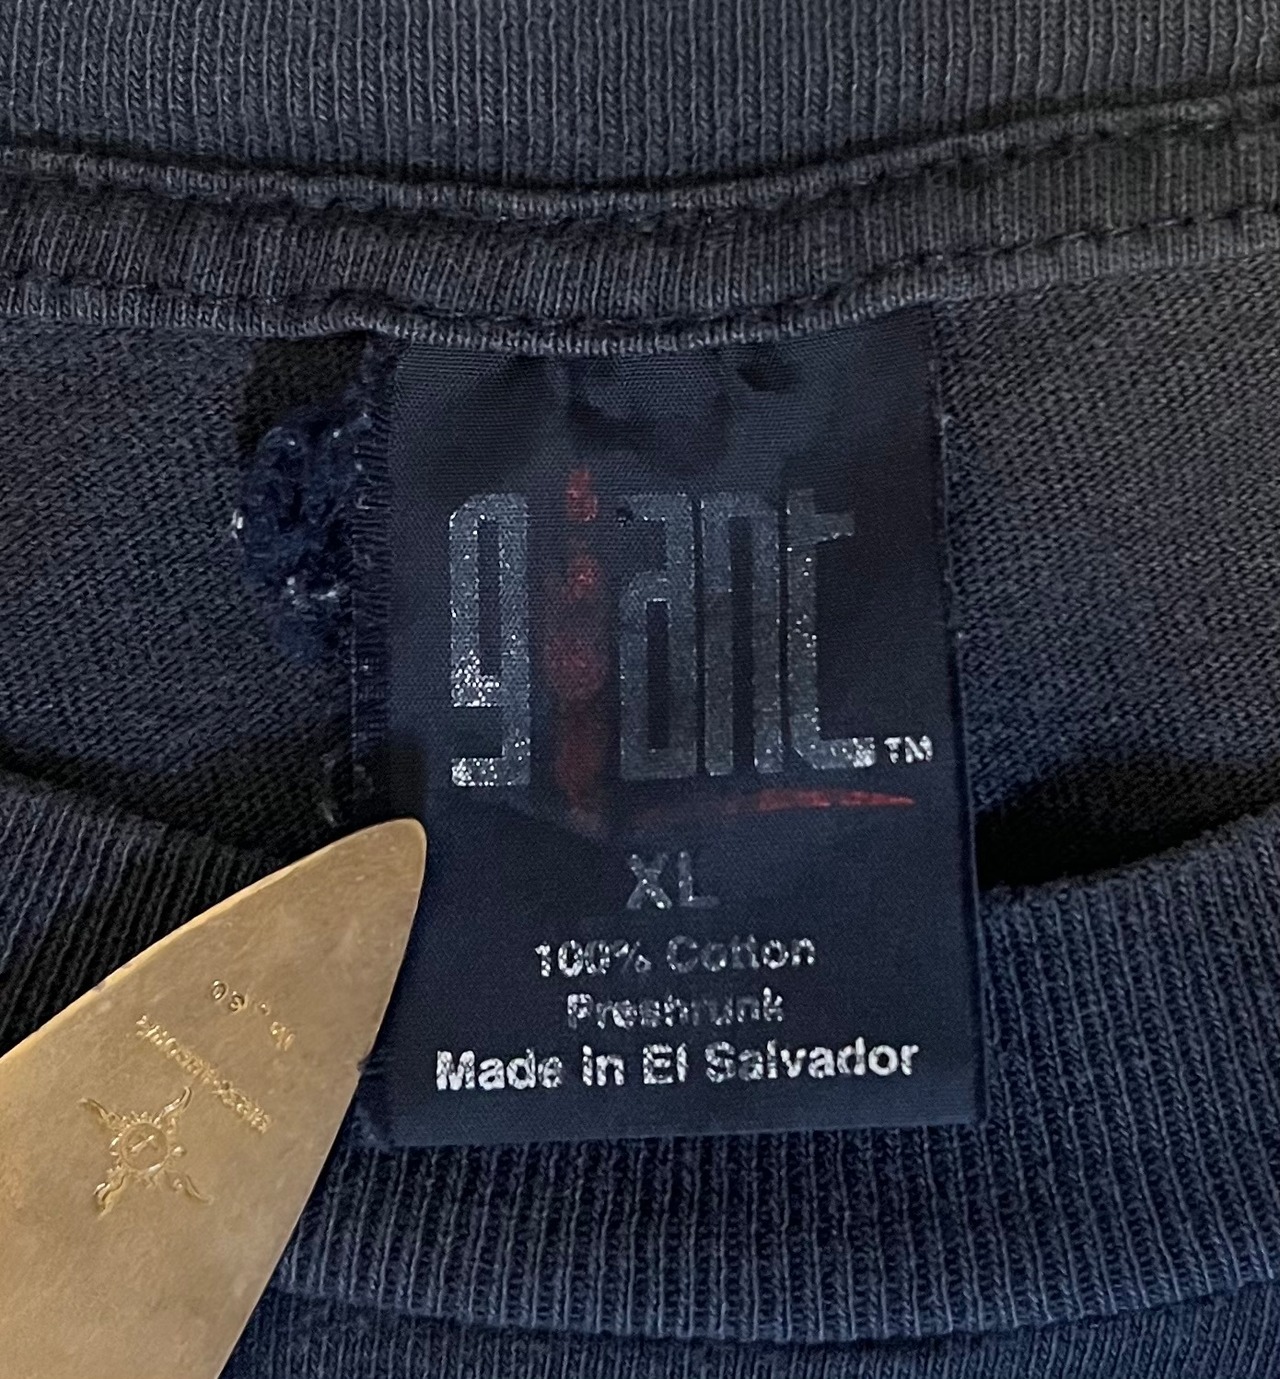 giant™
XL
100% Cotton
Preshrunk
Made in El Salvador